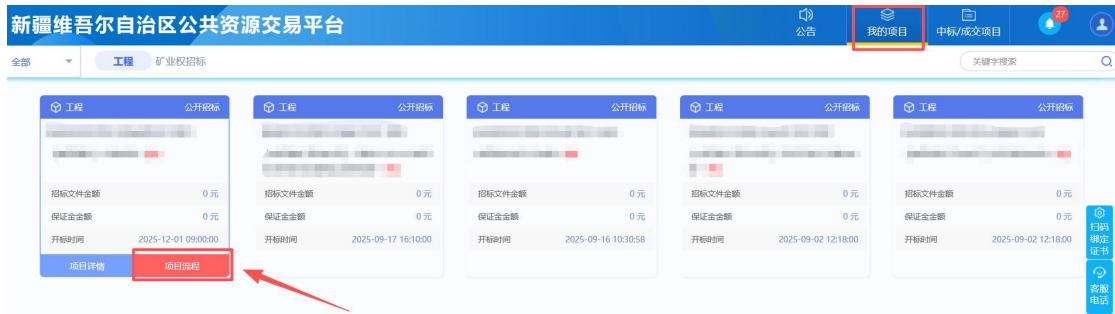 新疆维吾尔自治区公共资源交易平台
公告
我的项目
中标/成交项目
27
全部
工程
矿业权招标
关键字搜索
工程 公开招标
招标文件金额 0 元
保证金金额 0 元
开标时间 2025-12-01 09:00:00
项目详情 项目流程
工程 公开招标
招标文件金额 0 元
保证金金额 0 元
开标时间 2025-09-17 16:10:00
工程 公开招标
招标文件金额 0 元
保证金金额 0 元
开标时间 2025-09-16 10:30:58
工程 公开招标
招标文件金额 0 元
保证金金额 0 元
开标时间 2025-09-02 12:18:00
工程 公开招标
招标文件金额 0 元
保证金金额 0 元
开标时间 2025-09-02 12:18:00
扫码
绑定
证书
客服
电话